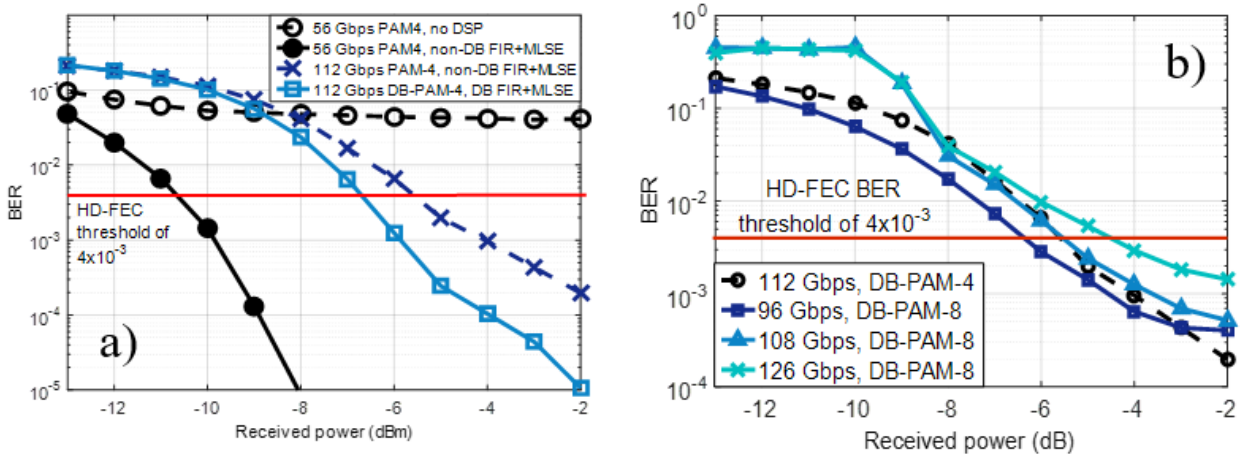 56 Gbps PAM4, no DSP
56 Gbps PAM4, non-DB FIR+MLSE
112 Gbps PAM-4, non-DB FIR+MLSE
112 Gbps DB-PAM-4, DB FIR+MLSE
10^-1
10^-2
10^-3
10^-4
10^-5
BER
HD-FEC
threshold of
4x10^-3
a)
-12 -10 -8 -6 -4 -2
Received power (dBm)
b)
10^0
10^-1
10^-2
10^-3
10^-4
BER
HD-FEC BER
threshold of 4x10^-3
112 Gbps, DB-PAM-4
96 Gbps, DB-PAM-8
108 Gbps, DB-PAM-8
126 Gbps, DB-PAM-8
-12 -10 -8 -6 -4 -2
Received power (dB)